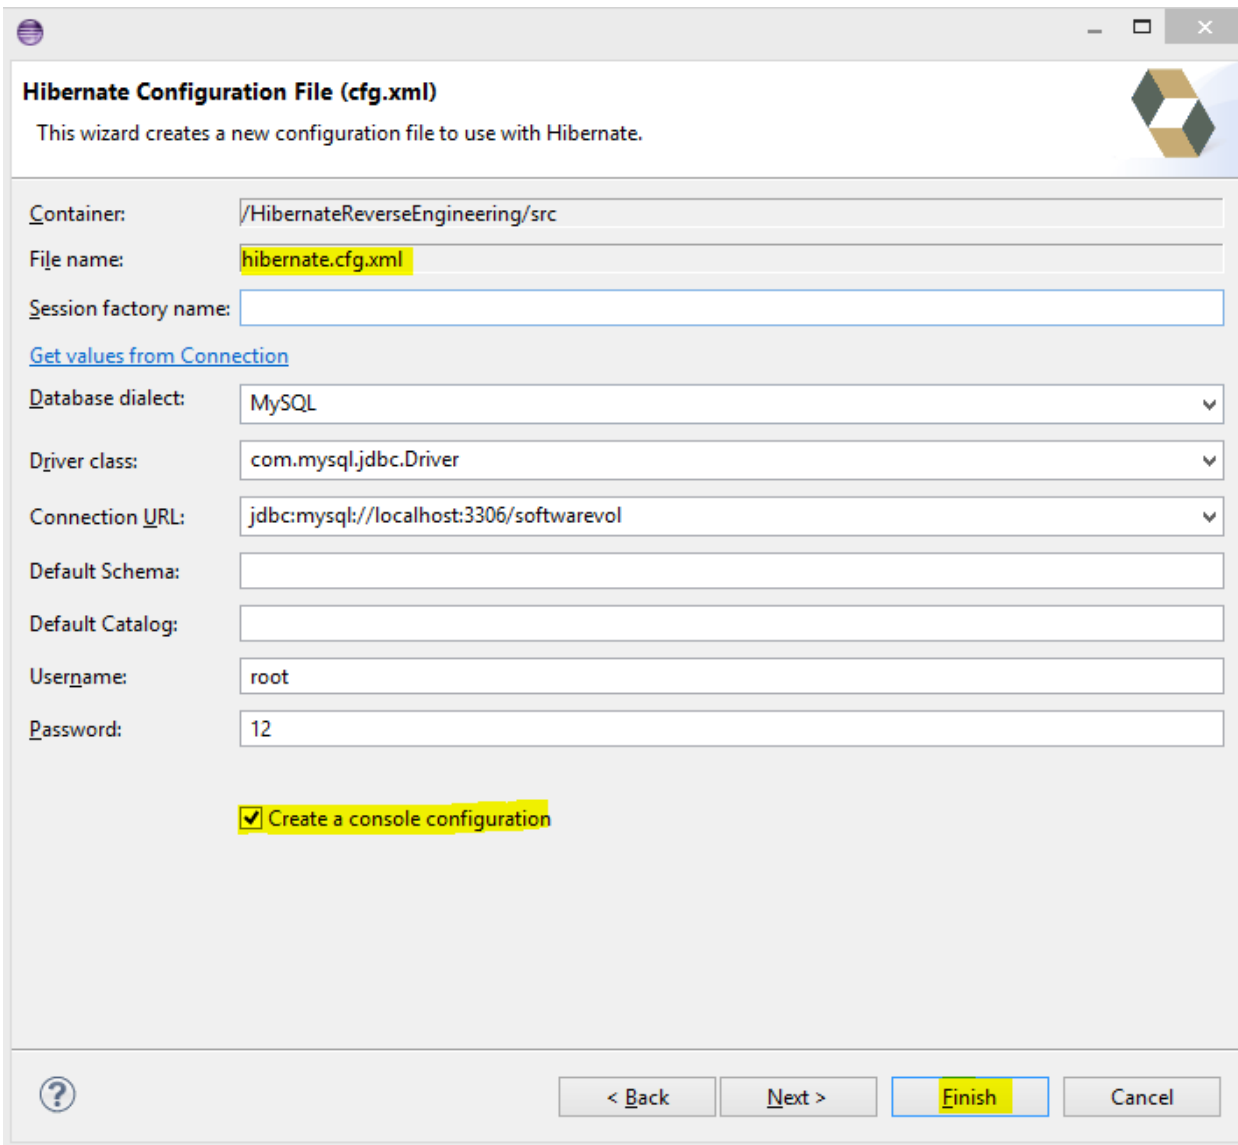 Hibernate Configuration File (cfg.xml)
This wizard creates a new configuration file to use with Hibernate.
Container: /HibernateReverseEngineering/src
File name: hibernate.cfg.xml
Session factory name:
Get values from Connection
Database dialect: MySQL
Driver class: com.mysql.jdbc.Driver
Connection URL: jdbc:mysql://localhost:3306/softwarevol
Default Schema:
Default Catalog:
Username: root
Password: 12
Create a console configuration
? < Back Next > Finish Cancel